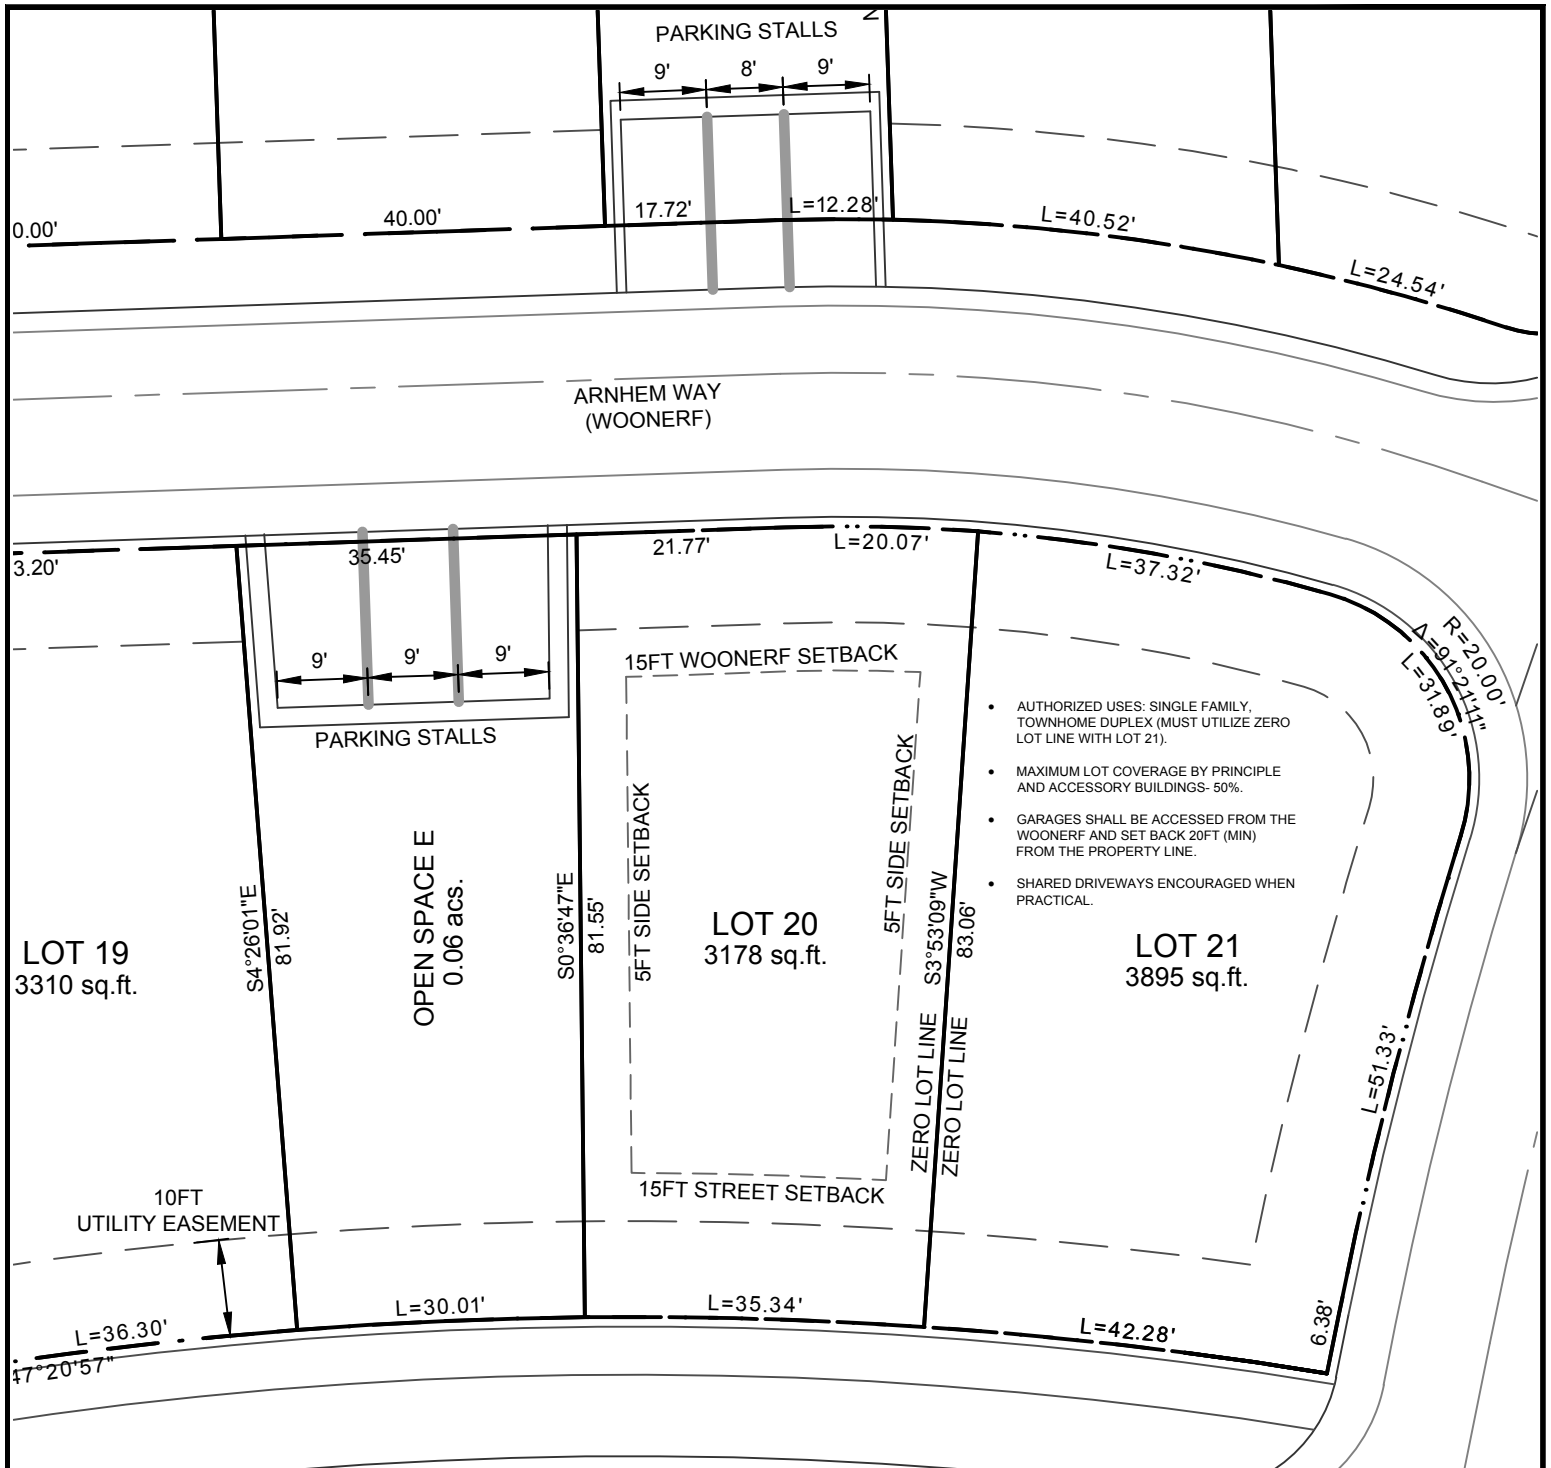 PARKING STALLS
9'
8'
9'
0.00'
40.00'
17.72'
L=12.28'
L=40.52'
L=24.54'
ARNHEM WAY
(WOONERF)
3.20'
35.45'
21.77'
L=20.07'
L=37.32'
R=20.00'
Δ=91°21'11"
L=31.89'
9'
9'
9'
PARKING STALLS
15FT WOONERF SETBACK
• AUTHORIZED USES: SINGLE FAMILY,
TOWNHOME DUPLEX (MUST UTILIZE ZERO
LOT LINE WITH LOT 21).
• MAXIMUM LOT COVERAGE BY PRINCIPLE
AND ACCESSORY BUILDINGS- 50%.
• GARAGES SHALL BE ACCESSED FROM THE
WOONERF AND SET BACK 20FT (MIN)
FROM THE PROPERTY LINE.
• SHARED DRIVEWAYS ENCOURAGED WHEN
PRACTICAL.
LOT 19
3310 sq.ft.
S4°26'01"E
81.92'
OPEN SPACE E
0.06 acs.
S0°36'47"E
81.55'
5FT SIDE SETBACK
LOT 20
3178 sq.ft.
5FT SIDE SETBACK
S3°53'09"W
83.06'
ZERO LOT LINE
ZERO LOT LINE
LOT 21
3895 sq.ft.
L=51.33'
15FT STREET SETBACK
10FT
UTILITY EASEMENT
L=36.30'
47°20'57"
L=30.01'
L=35.34'
L=42.28'
6.38'